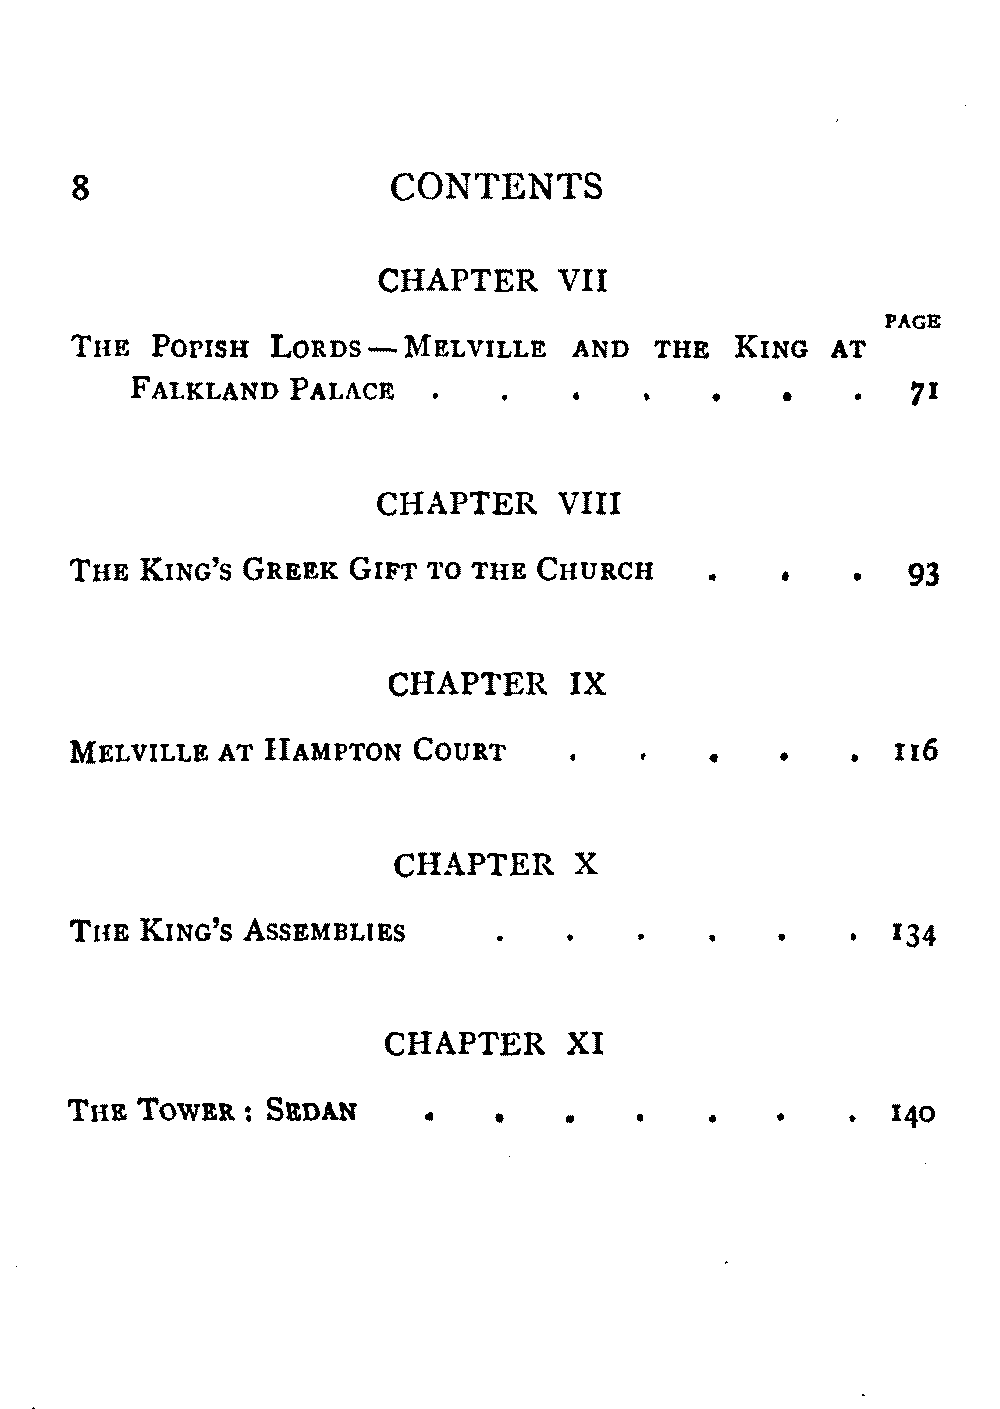 8 CONTENTS
CHAPTER VII
PAGE
THE POPISH LORDS—MELVILLE AND THE KING AT
FALKLAND PALACE . . . . . . . 71
CHAPTER VIII
THE KING'S GREEK GIFT TO THE CHURCH . . . 93
CHAPTER IX
MELVILLE AT HAMPTON COURT . . . . . 116
CHAPTER X
THE KING'S ASSEMBLIES . . . . . . 134
CHAPTER XI
THE TOWER: SEDAN . . . . . . . 140